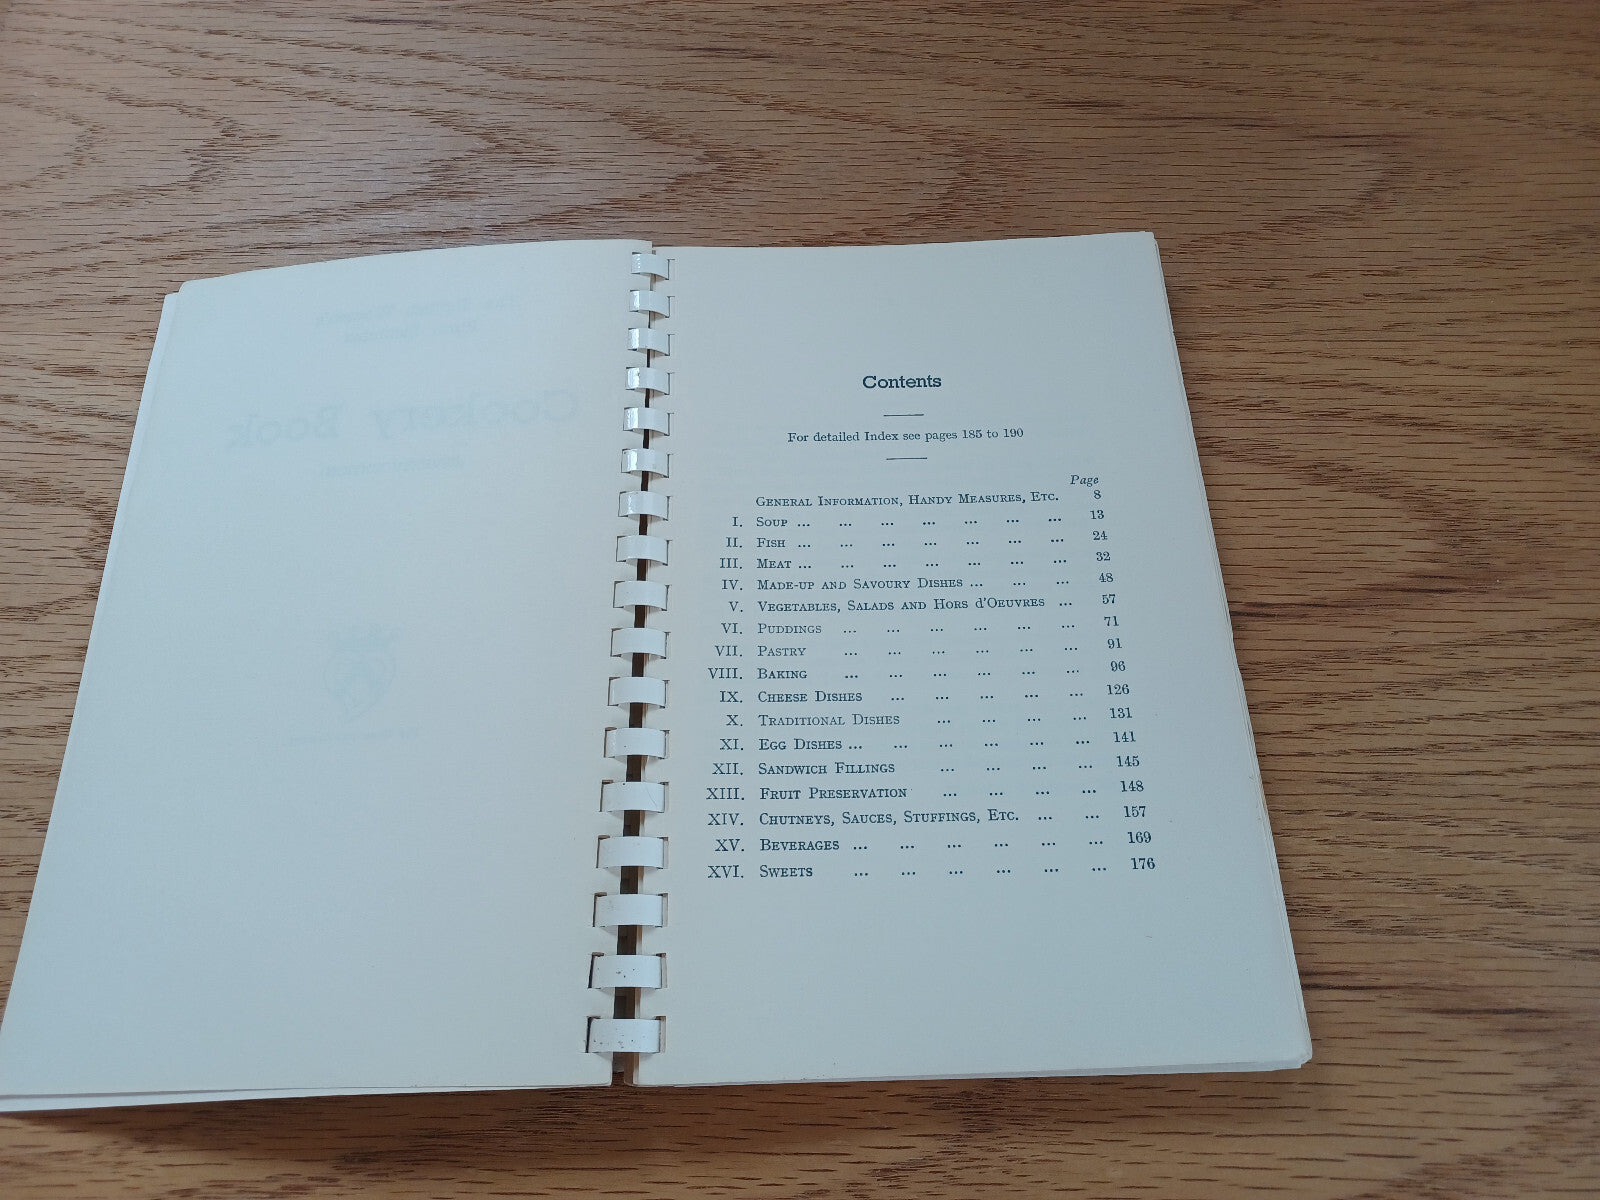 Cookery Book
Contents
For detailed Index see pages 185 to 190
Page
General Information, Handy Measures, Etc. 8
I. Soup ... ... ... ... ... ... ... 13
II. Fish ... ... ... ... ... ... ... 24
III. Meat ... ... ... ... ... ... ... 32
IV. Made-up and Savoury Dishes ... ... ... 48
V. Vegetables, Salads and Hors d'Oeuvres ... 57
VI. Puddings ... ... ... ... ... ... 71
VII. Pastry ... ... ... ... ... ... 91
VIII. Baking ... ... ... ... ... ... 96
IX. Cheese Dishes ... ... ... ... ... 126
X. Traditional Dishes ... ... ... ... 131
XI. Egg Dishes ... ... ... ... ... ... 141
XII. Sandwich Fillings ... ... ... ... 145
XIII. Fruit Preservation ... ... ... ... 148
XIV. Chutneys, Sauces, Stuffings, Etc. ... ... 157
XV. Beverages ... ... ... ... ... ... 169
XVI. Sweets ... ... ... ... ... ... 176